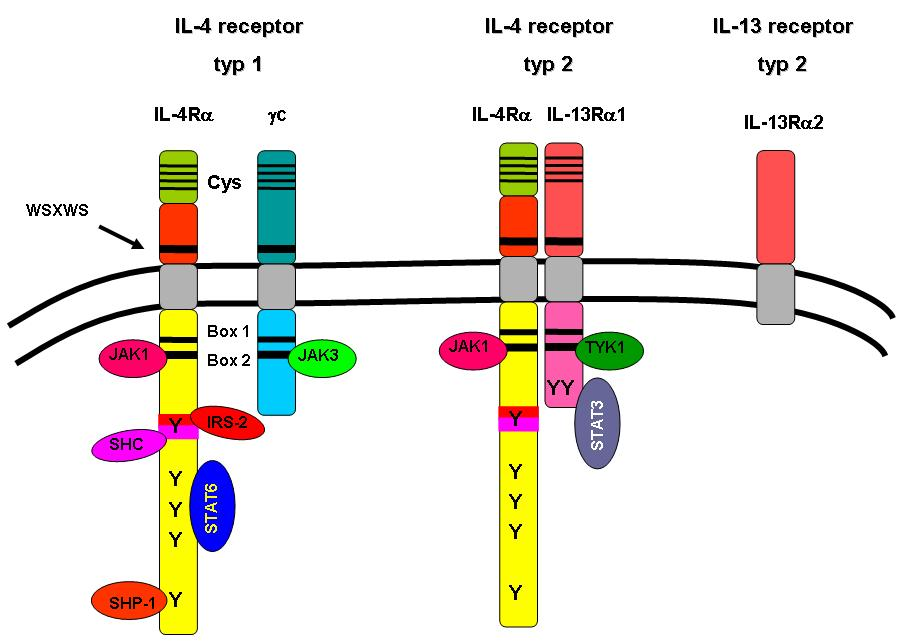 IL-4 receptor
typ 1
IL-4 receptor
typ 2
IL-13 receptor
typ 2
IL-4Rα
γc
IL-4Rα
IL-13Rα1
IL-13Rα2
Cys
WSXWS
Box 1
Box 2
JAK1
JAK3
JAK1
TYK1
Y
IRS-2
SHC
Y
Y
Y
STAT6
SHP-1
Y
YY
STAT3
Y
Y
Y
Y
Y